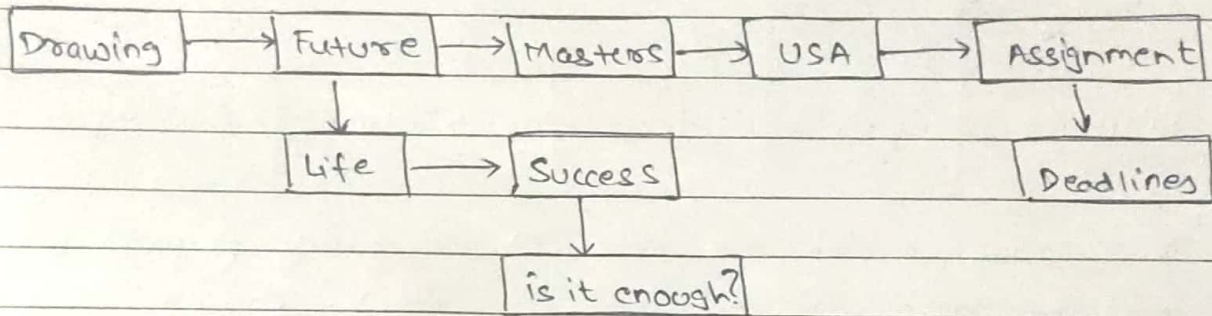 Drawing Future Masters USA Assignment
Life Success Deadlines
is it enough?